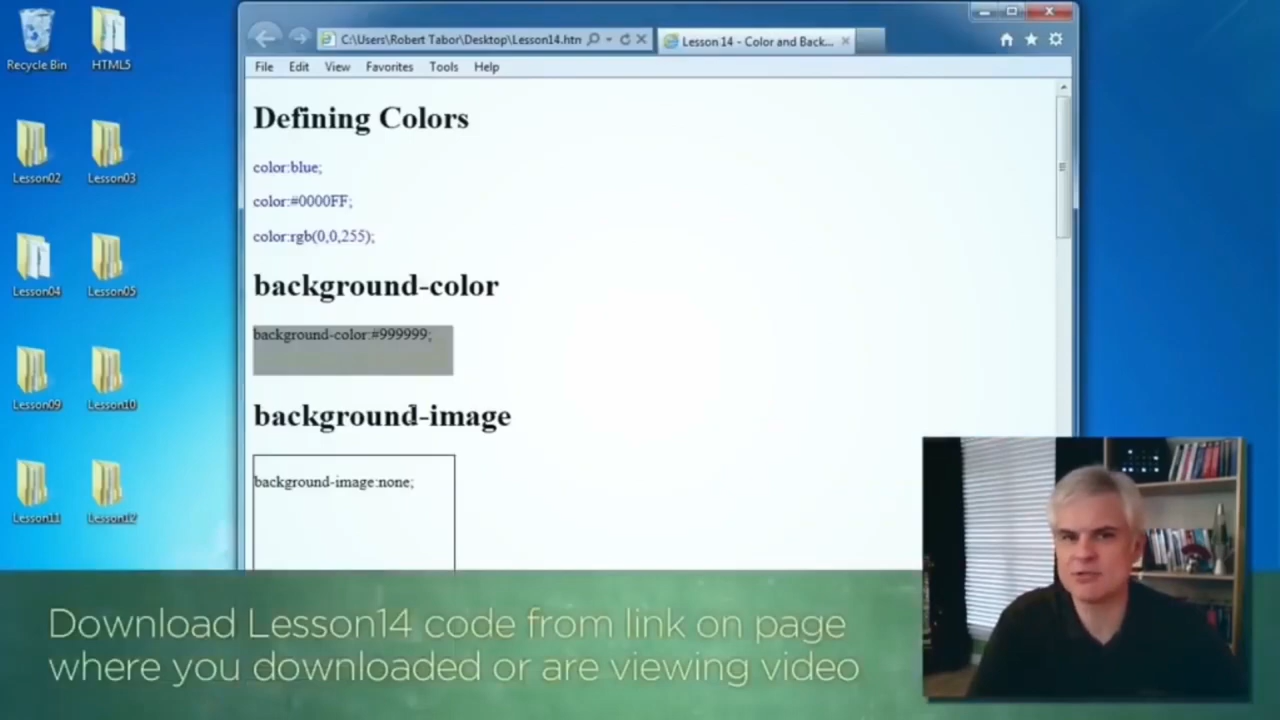 Recycle Bin
HTML5
Lesson02
Lesson03
Lesson04
Lesson05
Lesson09
Lesson10
Lesson11
Lesson12
C:\Users\Robert Tabor\Desktop\Lesson14.htm
Lesson 14 - Color and Back...
File Edit View Favorites Tools Help
Defining Colors
color:blue;
color:#0000FF;
color:rgb(0,0,255);
background-color
background-color:#999999;
background-image
background-image:none;
Download Lesson14 code from link on page
where you downloaded or are viewing video